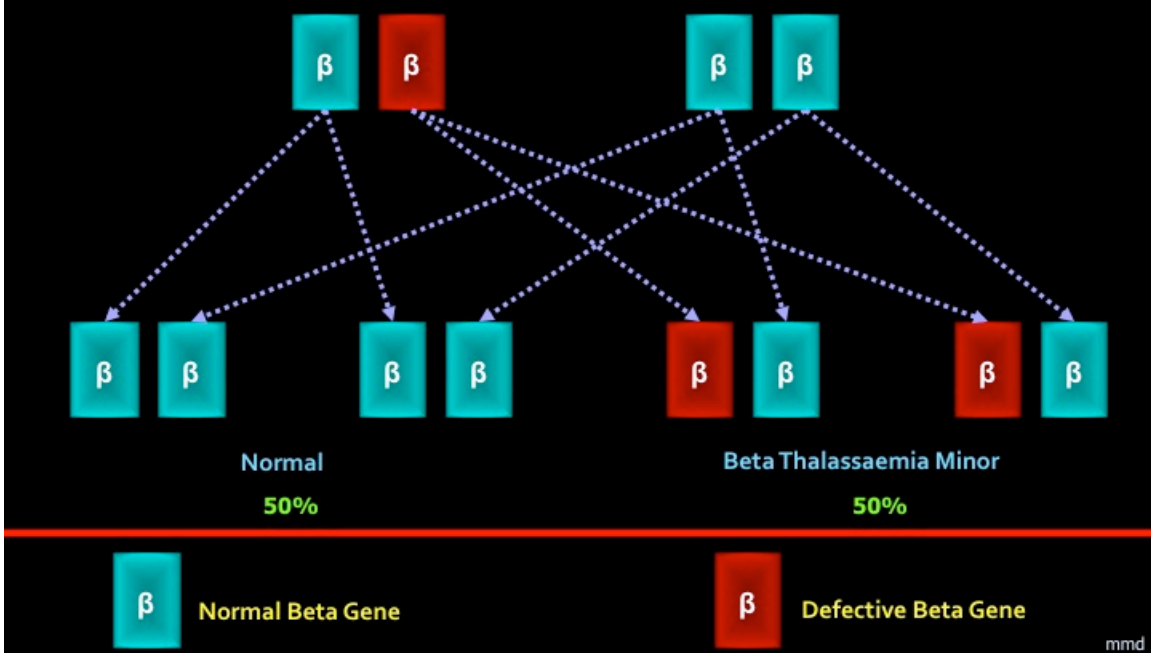 β β β β
β β β β β β β β
Normal Beta Thalassaemia Minor
50% 50%
β Normal Beta Gene β Defective Beta Gene
mmd